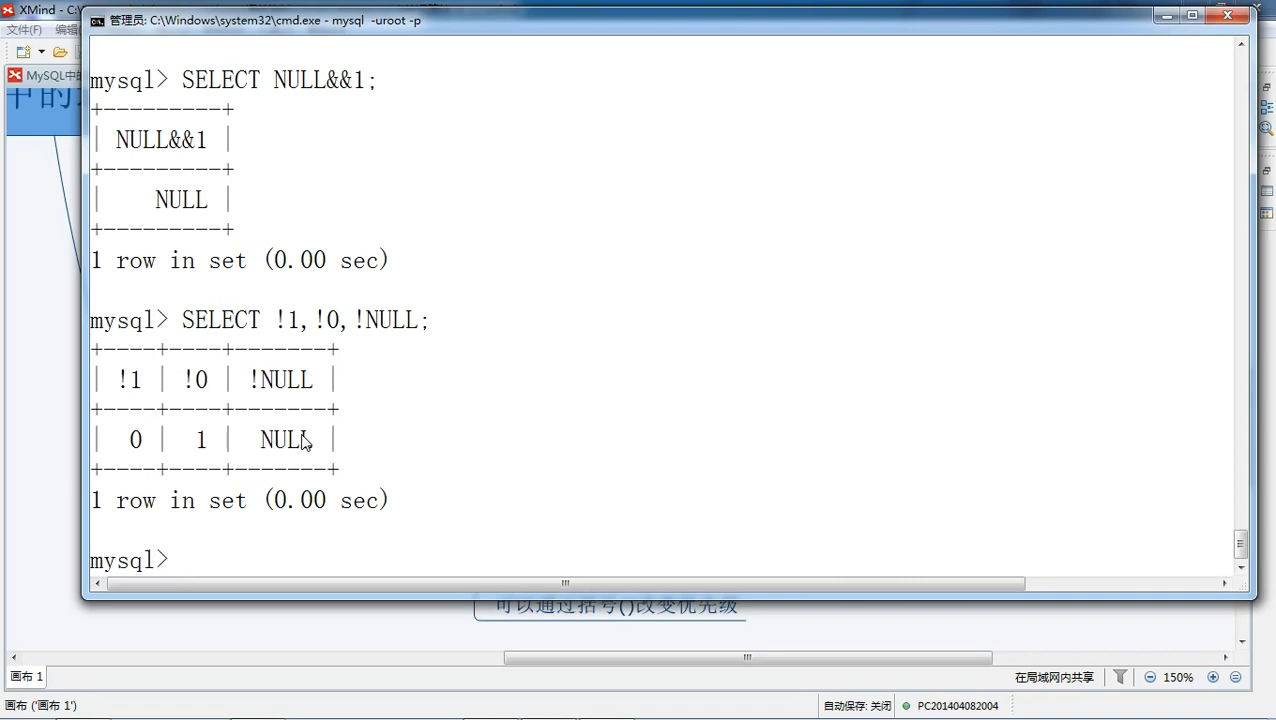 XMind - C:
管理员: C:\Windows\system32\cmd.exe - mysql  -uroot -p
文件(F) 编辑
MySQL中的
中的
mysql> SELECT NULL&&1;
+---------+
| NULL&&1 |
+---------+
|    NULL |
+---------+
1 row in set (0.00 sec)
mysql> SELECT !1,!0,!NULL;
+----+----+-------+
| !1 | !0 | !NULL |
+----+----+-------+
|  0 |  1 |  NULL |
+----+----+-------+
1 row in set (0.00 sec)
mysql>
可以通过括号()改变优先级
画布 1
在局域网内共享
150%
画布 ('画布 1')
自动保存: 关闭
PC201404082004